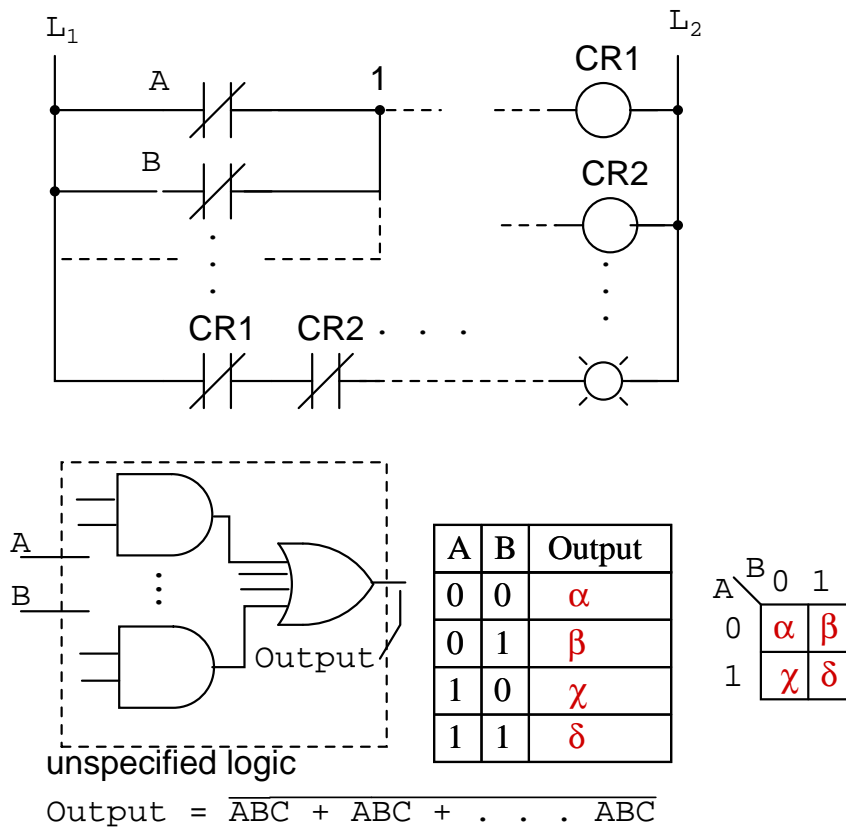 L₁ L₂
CR1
A 1
CR2
B
CR1 CR2 . . .
A
B
Output
unspecified logic
A B Output
0 0 α
0 1 β
1 0 χ
1 1 δ
B 0 1
A
0 α β
1 χ δ
Output = ABC + ABC + . . . ABC